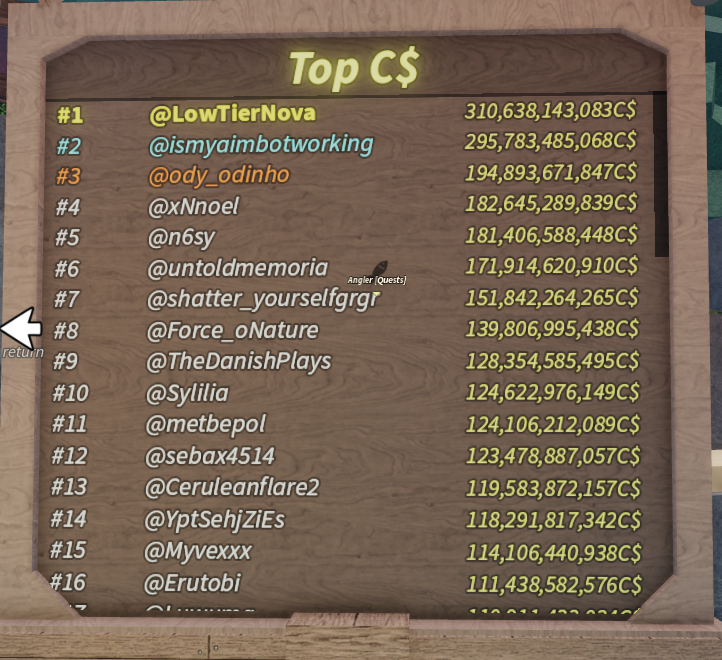 Top C$
#1 @LowTierNova 310,638,143,083C$
#2 @ismyaimbotworking 295,783,485,068C$
#3 @ody_odinho 194,893,671,847C$
#4 @xNnoel 182,645,289,839C$
#5 @n6sy 181,406,588,448C$
#6 @untoldmemoria 171,914,620,910C$
Angler [Quests]
#7 @shatter_yourselfgrgr 151,842,264,265C$
#8 @Force_oNature 139,806,995,438C$
return
#9 @TheDanishPlays 128,354,585,495C$
#10 @Sylilia 124,622,976,149C$
#11 @metbepol 124,106,212,089C$
#12 @sebax4514 123,478,887,057C$
#13 @Ceruleanflare2 119,583,872,157C$
#14 @YptSehjZiEs 118,291,817,342C$
#15 @Myvexxx 114,106,440,938C$
#16 @Erutobi 111,438,582,576C$